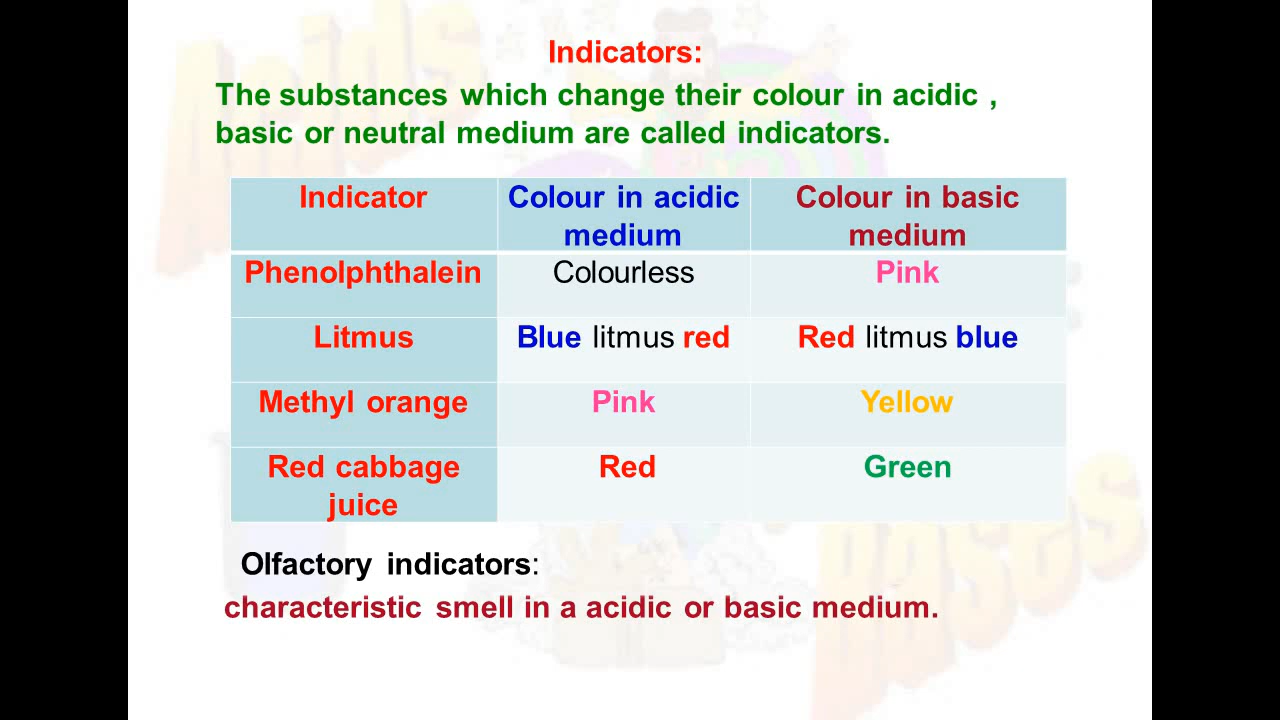 Indicators:
The substances which change their colour in acidic ,
basic or neutral medium are called indicators.
Indicator
Colour in acidic
medium
Colour in basic
medium
Phenolphthalein
Colourless
Pink
Litmus
Blue litmus red
Red litmus blue
Methyl orange
Pink
Yellow
Red cabbage
juice
Red
Green
Olfactory indicators:
characteristic smell in a acidic or basic medium.
Acids
Bases